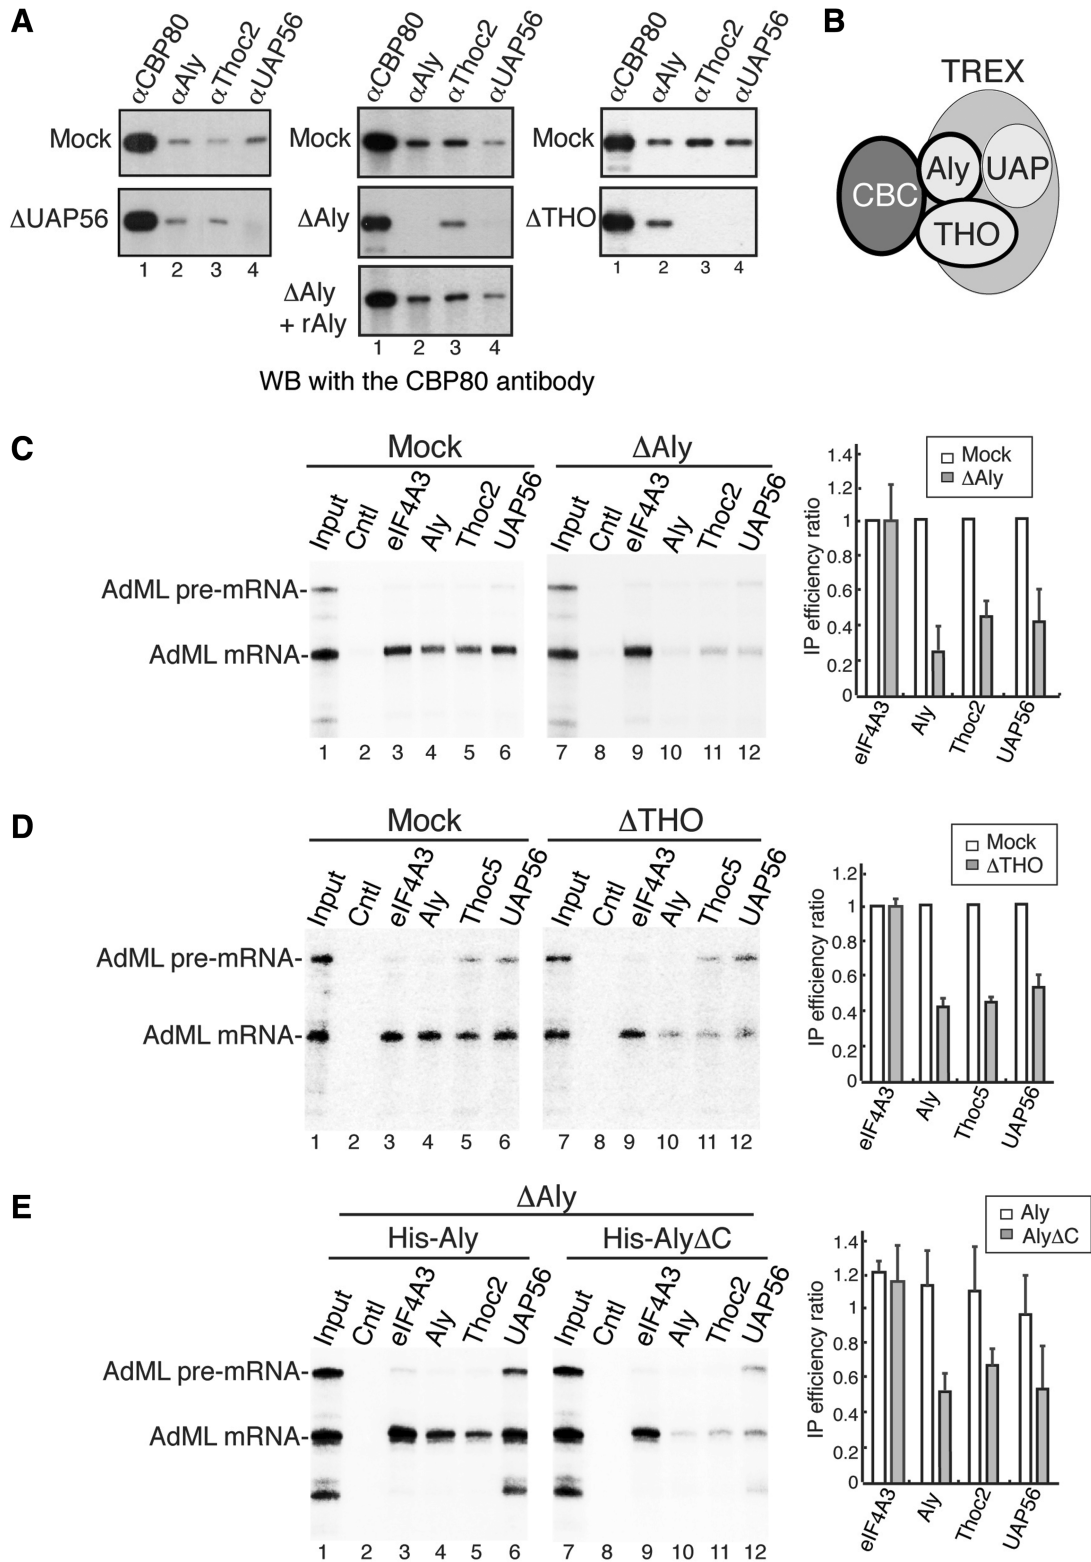 A
αCBP80
αAly
αThoc2
αUAP56
Mock
ΔUAP56
1 2 3 4
αCBP80
αAly
αThoc2
αUAP56
Mock
ΔAly
ΔAly
+ rAly
1 2 3 4
αCBP80
αAly
αThoc2
αUAP56
Mock
ΔTHO
1 2 3 4
WB with the CBP80 antibody
B
TREX
CBC
Aly
UAP
THO
C
Mock
ΔAly
Input
Cntl
eIF4A3
Aly
Thoc2
UAP56
Input
Cntl
eIF4A3
Aly
Thoc2
UAP56
AdML pre-mRNA-
AdML mRNA-
1 2 3 4 5 6 7 8 9 10 11 12
Mock
ΔAly
IP efficiency ratio
1.4
1.2
1
0.8
0.6
0.4
0.2
0
eIF4A3
Aly
Thoc2
UAP56
D
Mock
ΔTHO
Input
Cntl
eIF4A3
Aly
Thoc5
UAP56
Input
Cntl
eIF4A3
Aly
Thoc5
UAP56
AdML pre-mRNA-
AdML mRNA-
1 2 3 4 5 6 7 8 9 10 11 12
Mock
ΔTHO
IP efficiency ratio
1.2
1
0.8
0.6
0.4
0.2
0
eIF4A3
Aly
Thoc5
UAP56
E
ΔAly
His-Aly
His-AlyΔC
Input
Cntl
eIF4A3
Aly
Thoc2
UAP56
Input
Cntl
eIF4A3
Aly
Thoc2
UAP56
AdML pre-mRNA-
AdML mRNA-
1 2 3 4 5 6 7 8 9 10 11 12
Aly
AlyΔC
IP efficiency ratio
1.4
1.2
1
0.8
0.6
0.4
0.2
0
eIF4A3
Aly
Thoc2
UAP56